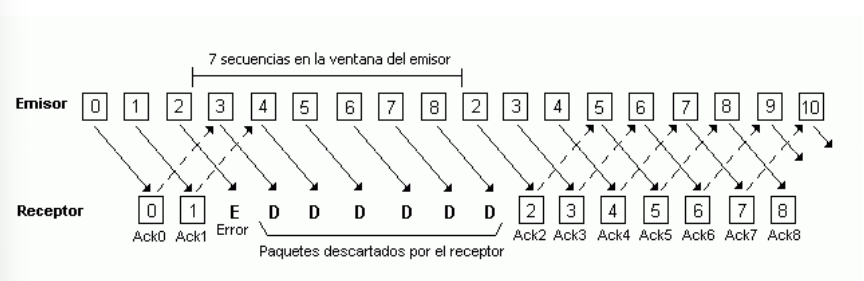 7 secuencias en la ventana del emisor
Emisor 0 1 2 3 4 5 6 7 8 2 3 4 5 6 7 8 9 10
Receptor 0 1 E D D D D D D 2 3 4 5 6 7 8
Ack0 Ack1 Error Ack2 Ack3 Ack4 Ack5 Ack6 Ack7 Ack8
Paquetes descartados por el receptor